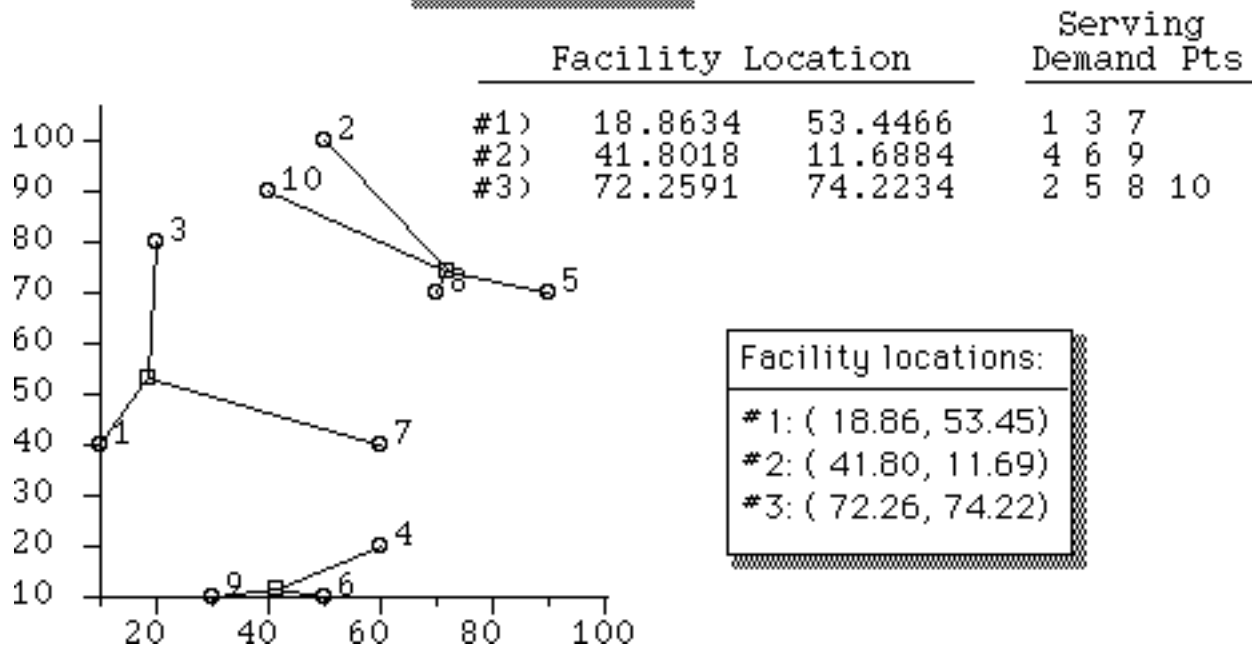 Serving
Facility Location Demand Pts
#1) 18.8634 53.4466 1 3 7
#2) 41.8018 11.6884 4 6 9
#3) 72.2591 74.2234 2 5 8 10
100
90
80
70
60
50
40
30
20
10
20 40 60 80 100
2
10
3
8
5
1
7
4
9
6
Facility locations:
#1: ( 18.86, 53.45)
#2: ( 41.80, 11.69)
#3: ( 72.26, 74.22)